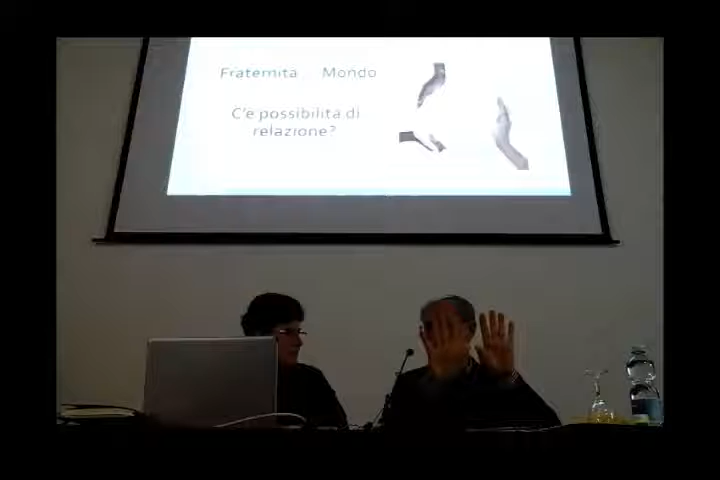 Fraternità Mondo
C'è possibilità di
relazione?